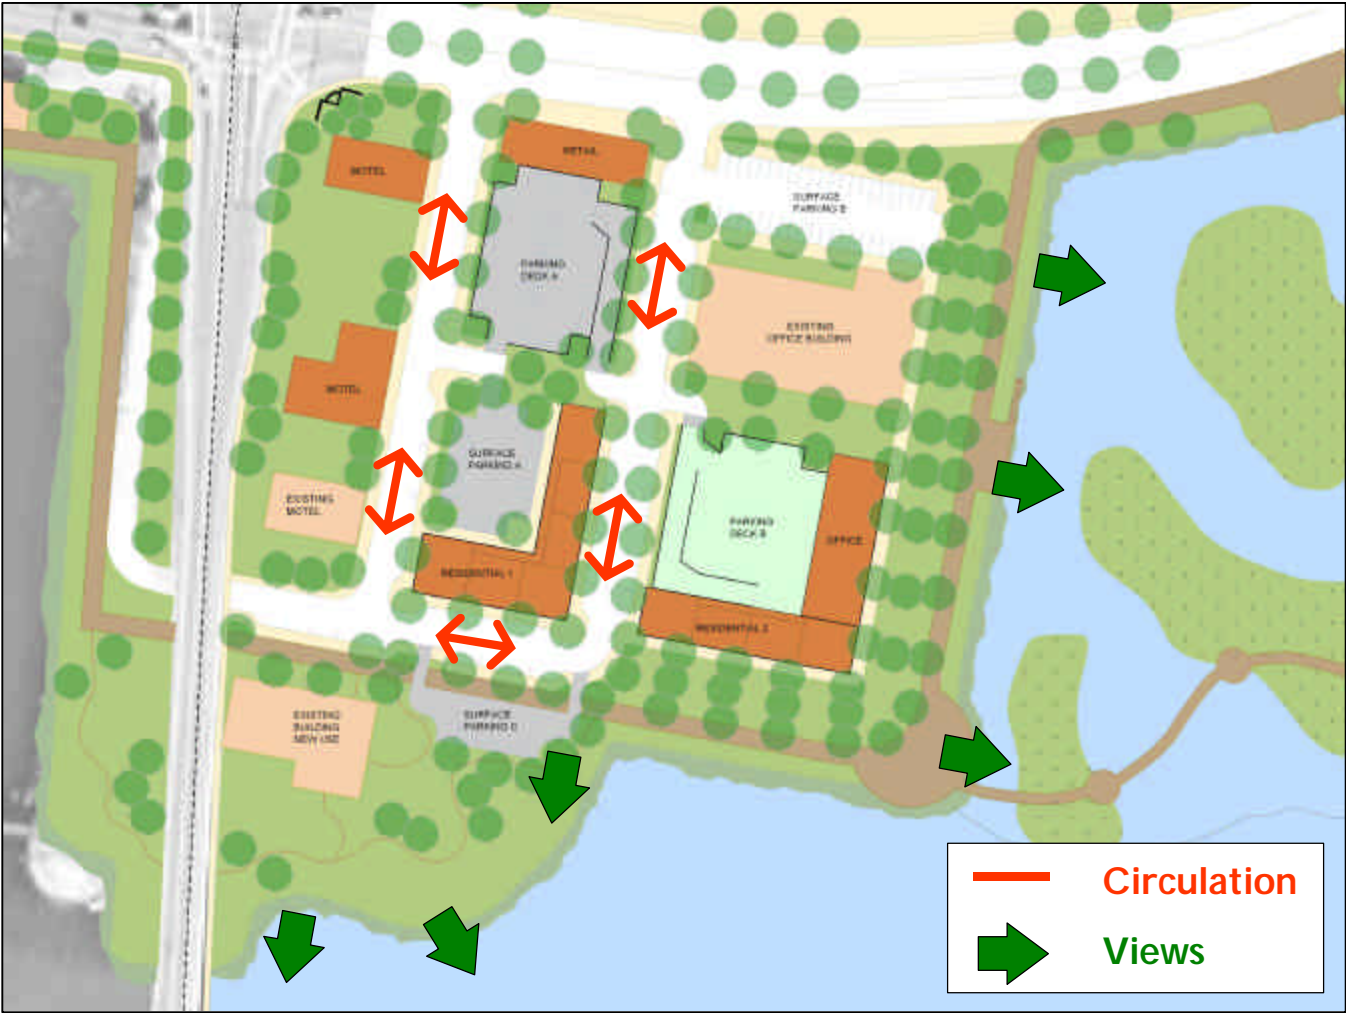 RETAIL
MOTEL
SURFACE
PARKING B
PARKING
DECK A
EXISTING
OFFICE BUILDING
MOTEL
SURFACE
PARKING A
EXISTING
MOTEL
PARKING
DECK B
OFFICE
RESIDENTIAL 1
RESIDENTIAL 2
EXISTING
BUILDING
NEW USE
SURFACE
PARKING C
Circulation
Views